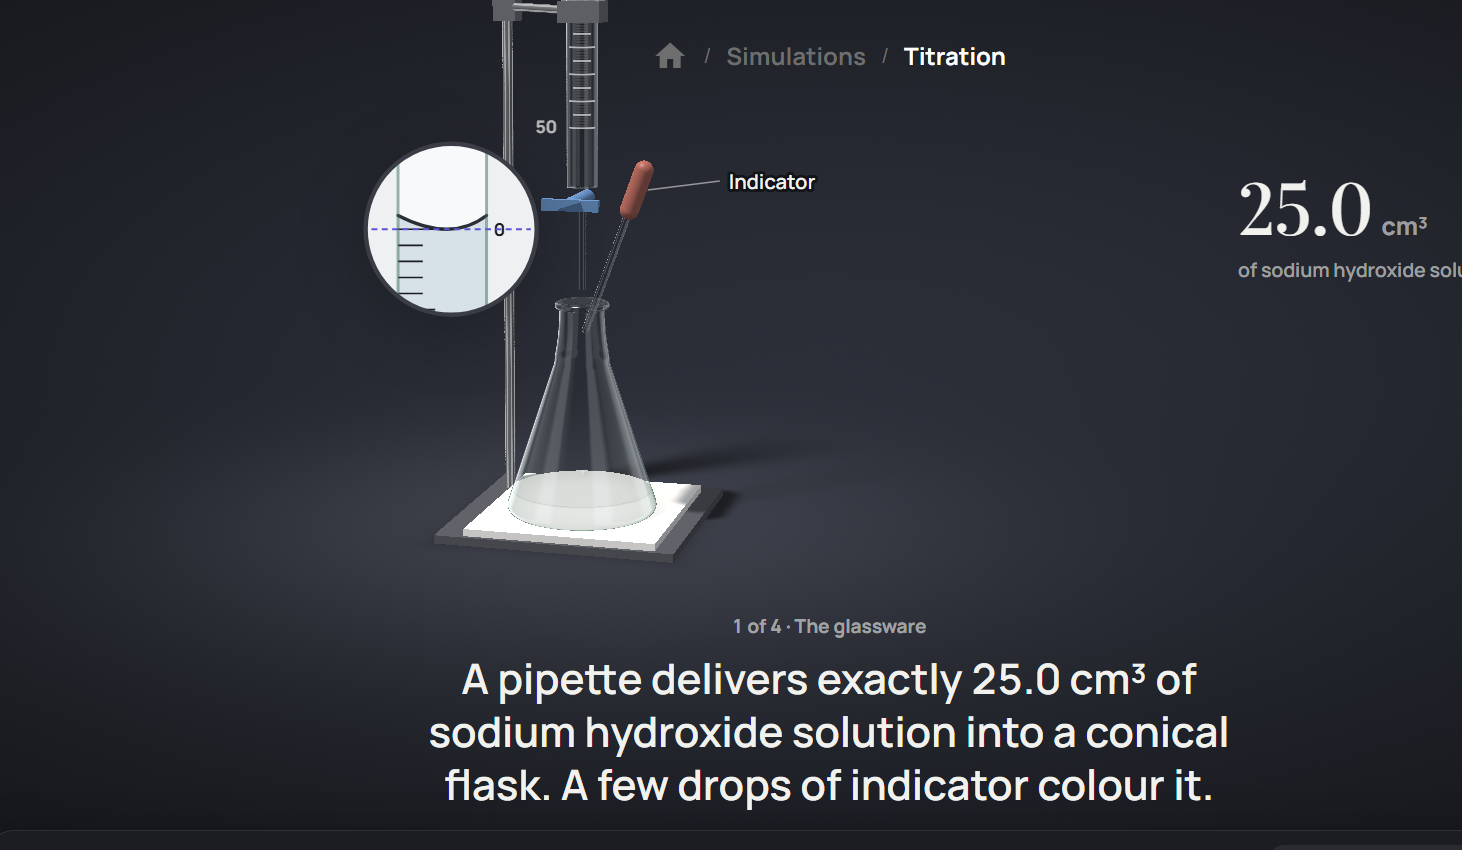 / Simulations / Titration
50
Indicator
0
25.0 cm³
of sodium hydroxide
1 of 4 · The glassware
A pipette delivers exactly 25.0 cm³ of
sodium hydroxide solution into a conical
flask. A few drops of indicator colour it.